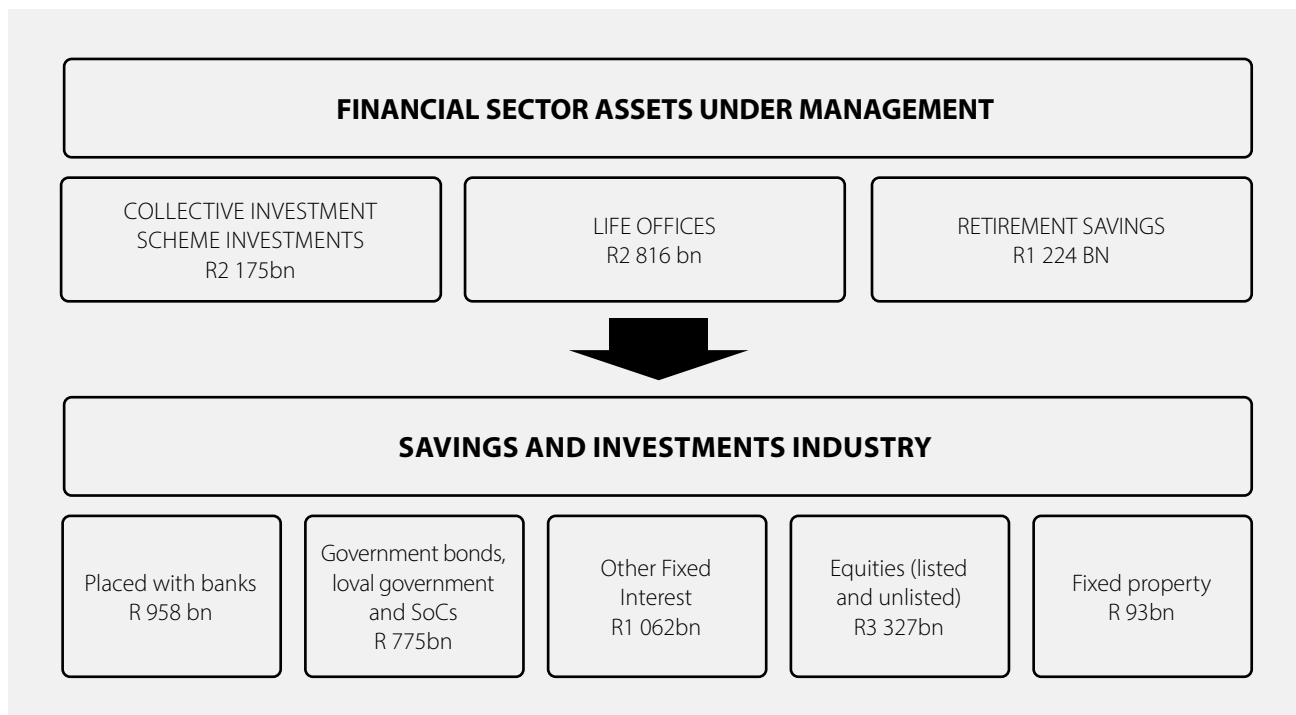 FINANCIAL SECTOR ASSETS UNDER MANAGEMENT
COLLECTIVE INVESTMENT
SCHEME INVESTMENTS
R2 175bn
LIFE OFFICES
R2 816 bn
RETIREMENT SAVINGS
R1 224 BN
SAVINGS AND INVESTMENTS INDUSTRY
Placed with banks
R 958 bn
Government bonds,
loval government
and SoCs
R 775bn
Other Fixed
Interest
R1 062bn
Equities (listed
and unlisted)
R3 327bn
Fixed property
R 93bn